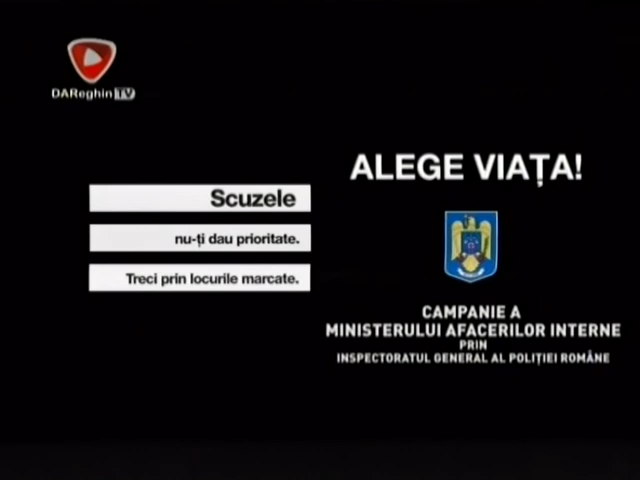 DAReghin TV
Scuzele
nu-ți dau prioritate.
Treci prin locurile marcate.
ALEGE VIAȚA!
CAMPANIE A
MINISTERULUI AFACERILOR INTERNE
PRIN
INSPECTORATUL GENERAL AL POLIȚIEI ROMÂNE